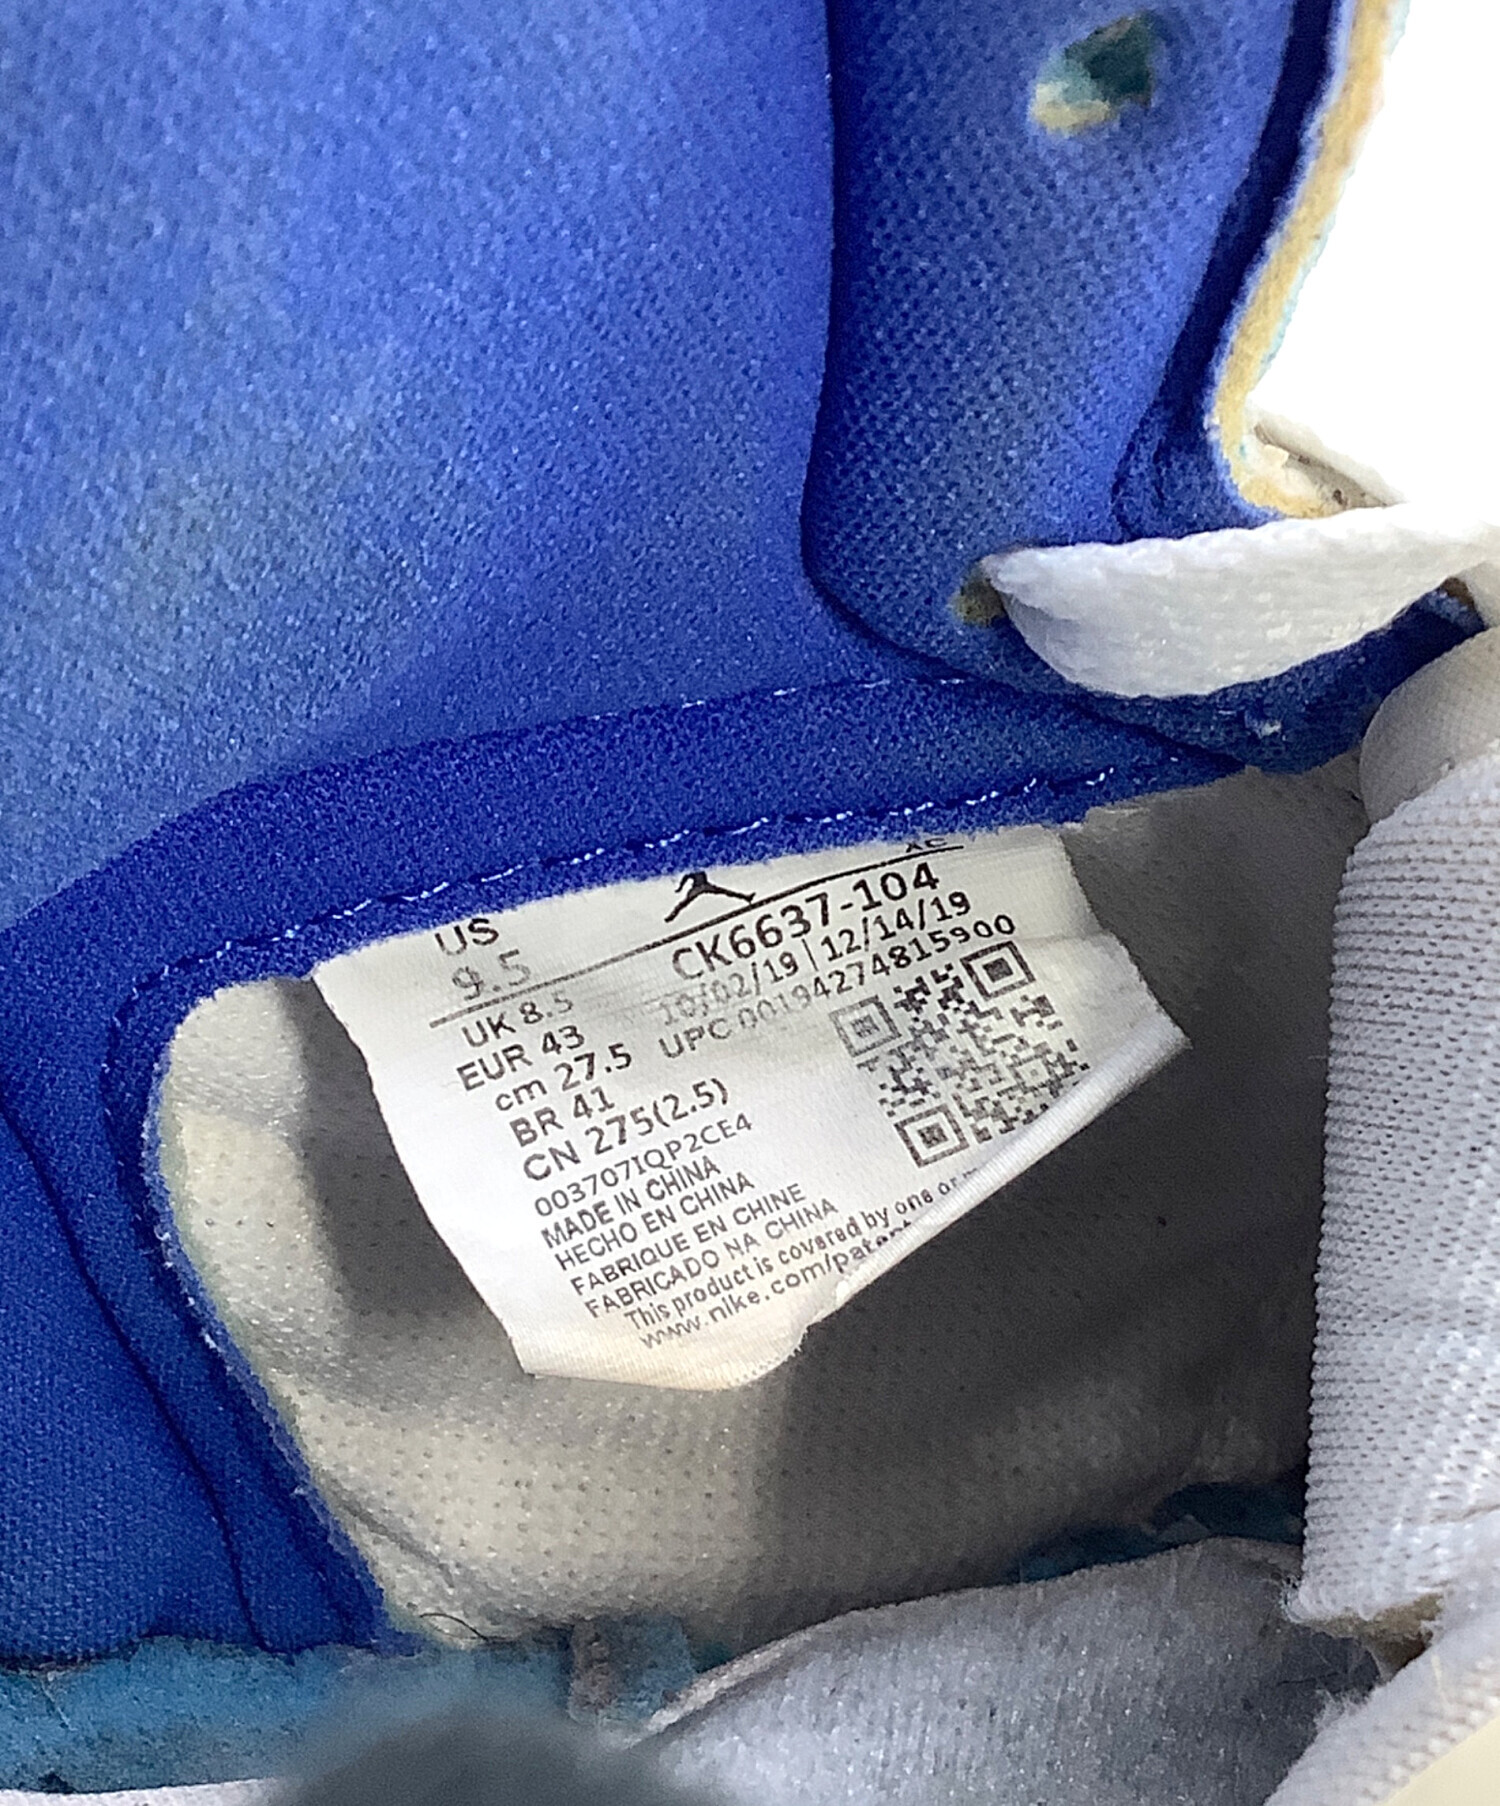 US
9.5
UK 8.5
EUR 43
cm 27.5
BR 41
CN 275(2.5)
AC
CK6637-104
10/02/19 | 12/14/19
UPC 00194274815900
003707IQP2CE4
MADE IN CHINA
HECHO EN CHINA
FABRIQUE EN CHINE
FABRICADO NA CHINA
This product is covered by one or
www.nike.com/